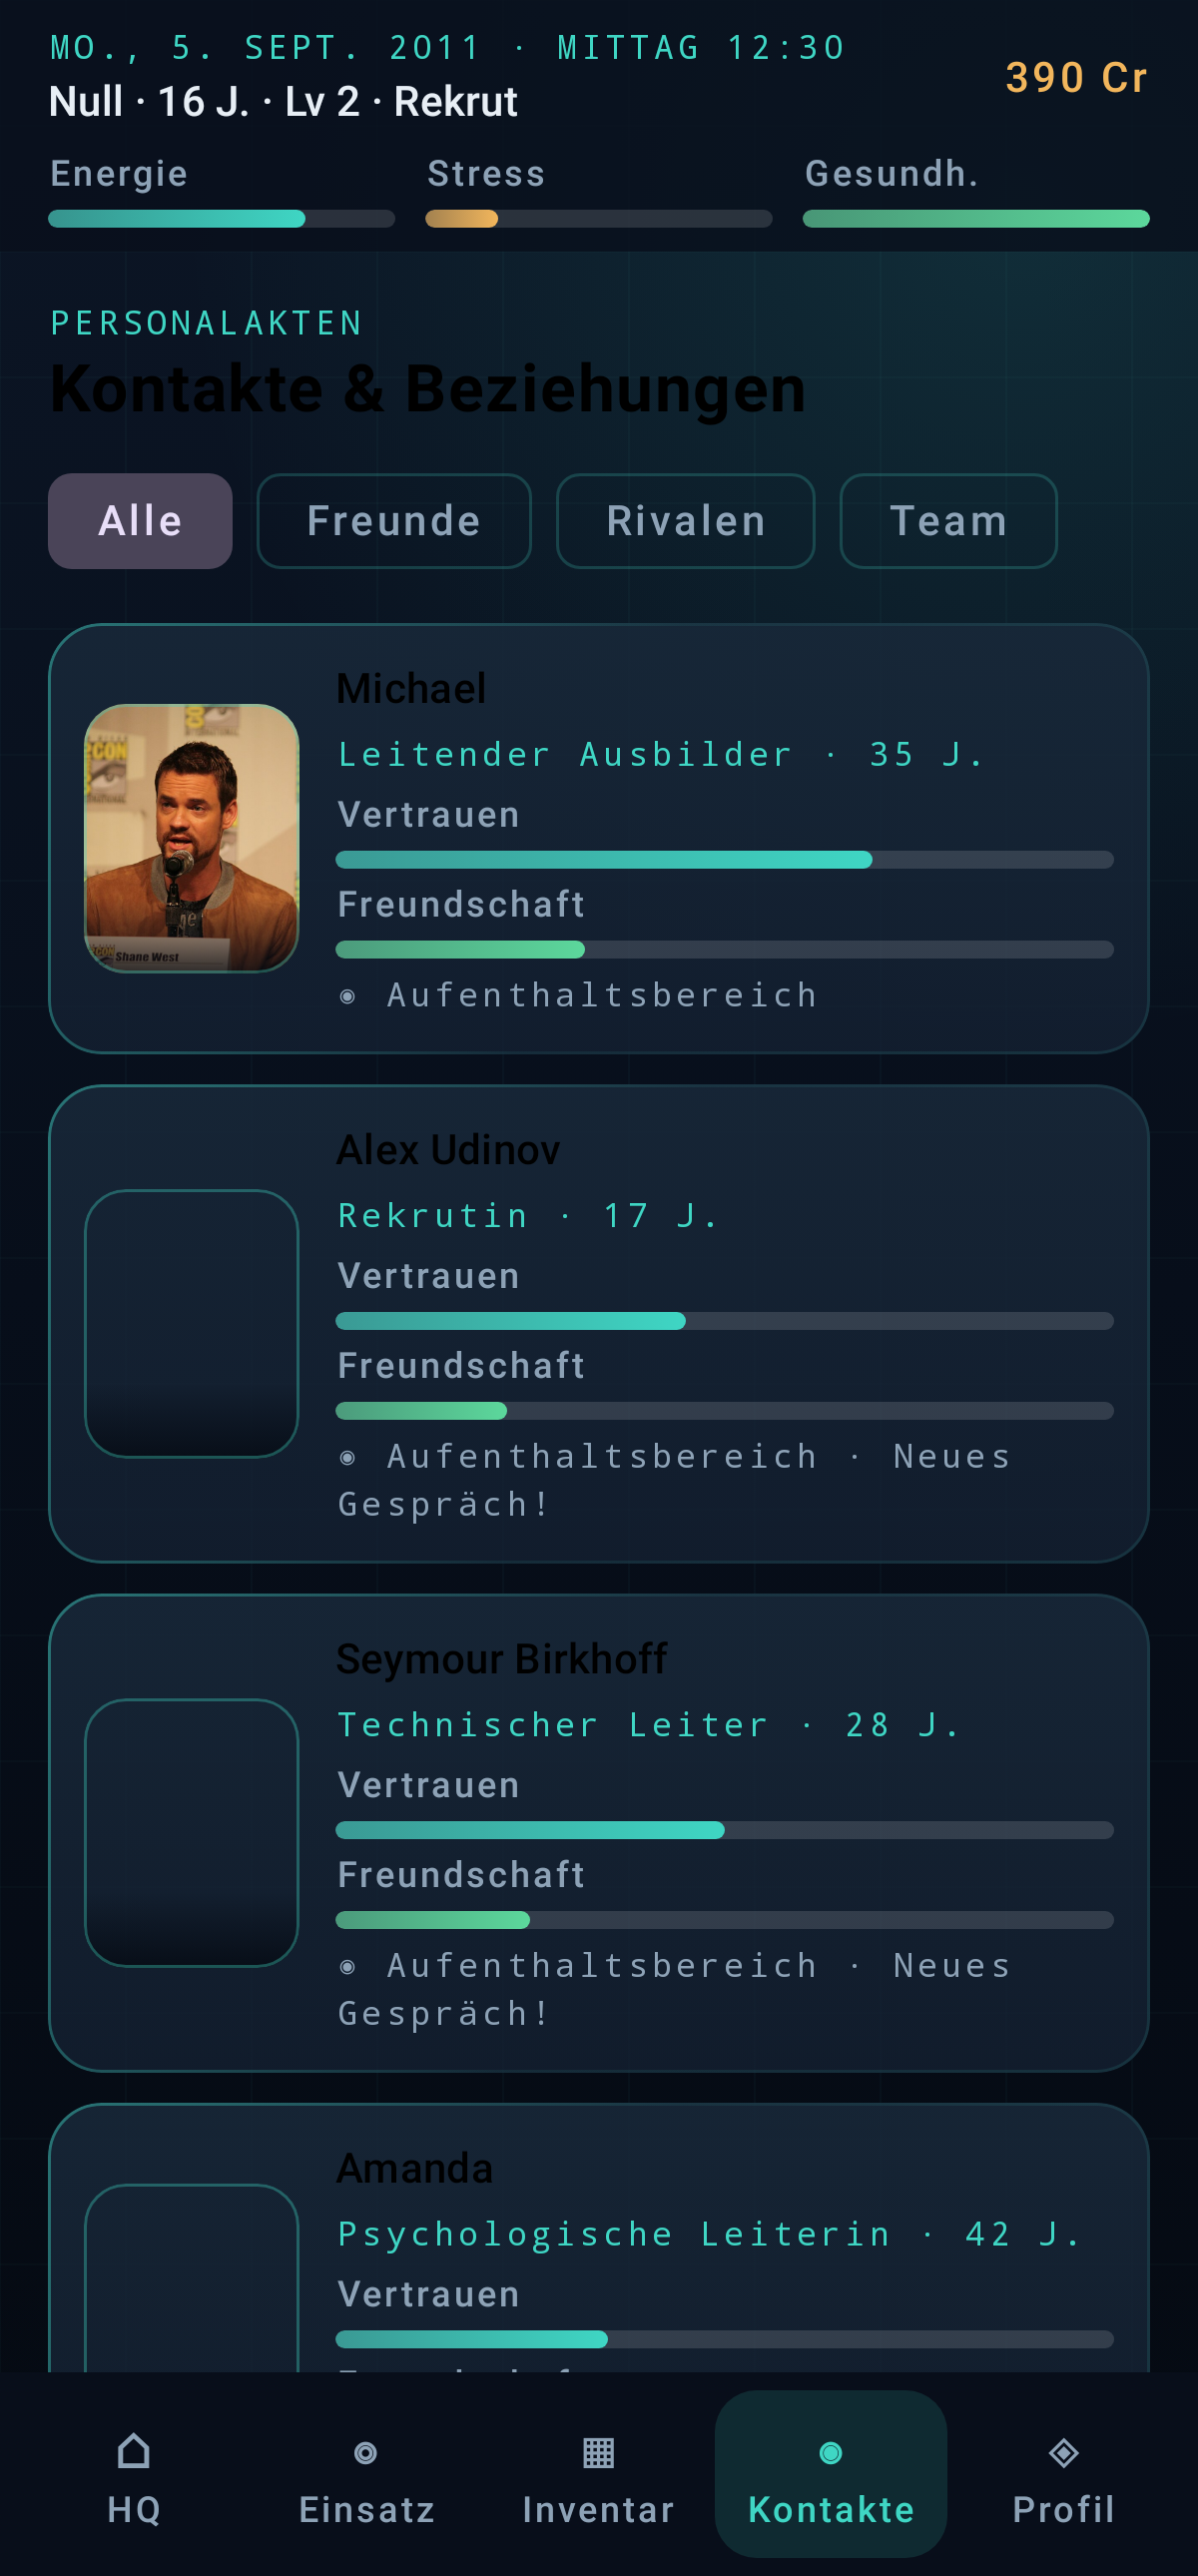 MO., 5. SEPT. 2011 · MITTAG 12:30
390 Cr
Null · 16 J. · Lv 2 · Rekrut
Energie
Stress
Gesundh.
PERSONALAKTEN
Kontakte & Beziehungen
Alle
Freunde
Rivalen
Team
Michael
Leitender Ausbilder · 35 J.
Vertrauen
Freundschaft
◉ Aufenthaltsbereich
CON
Shane West
Alex Udinov
Rekrutin · 17 J.
Vertrauen
Freundschaft
◉ Aufenthaltsbereich · Neues
Gespräch!
Seymour Birkhoff
Technischer Leiter · 28 J.
Vertrauen
Freundschaft
◉ Aufenthaltsbereich · Neues
Gespräch!
Amanda
Psychologische Leiterin · 42 J.
Vertrauen
HQ
Einsatz
Inventar
Kontakte
Profil